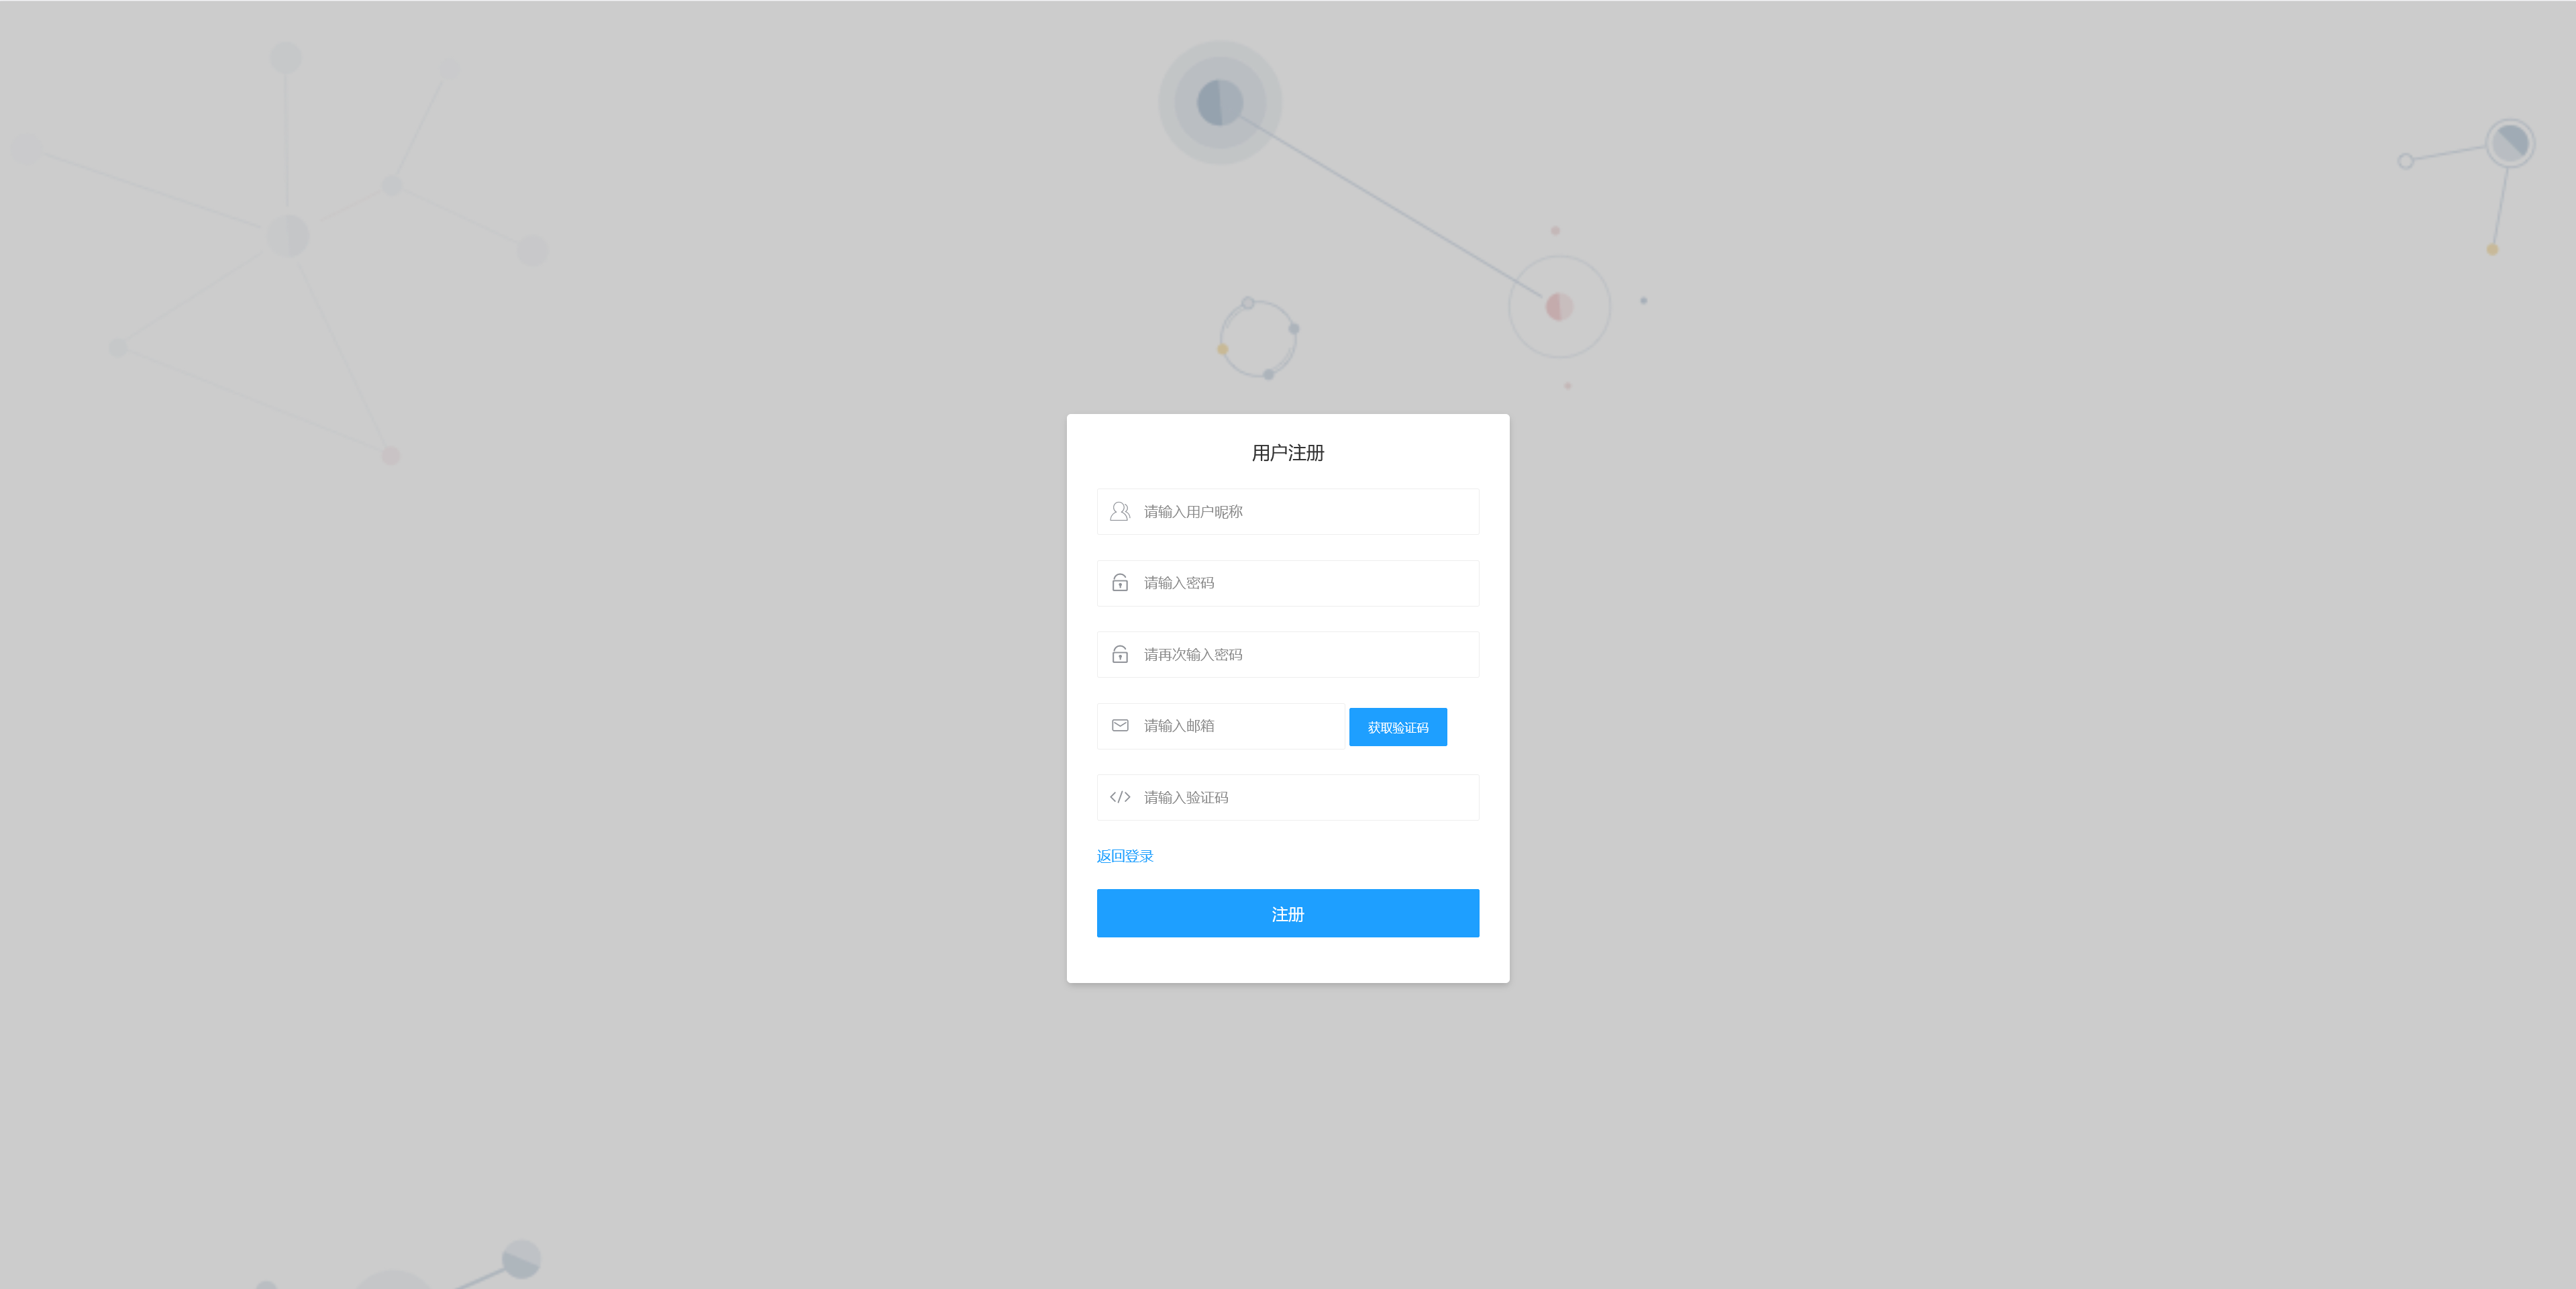 用户注册
请输入用户昵称
请输入密码
请再次输入密码
请输入邮箱 获取验证码
请输入验证码
返回登录
注册